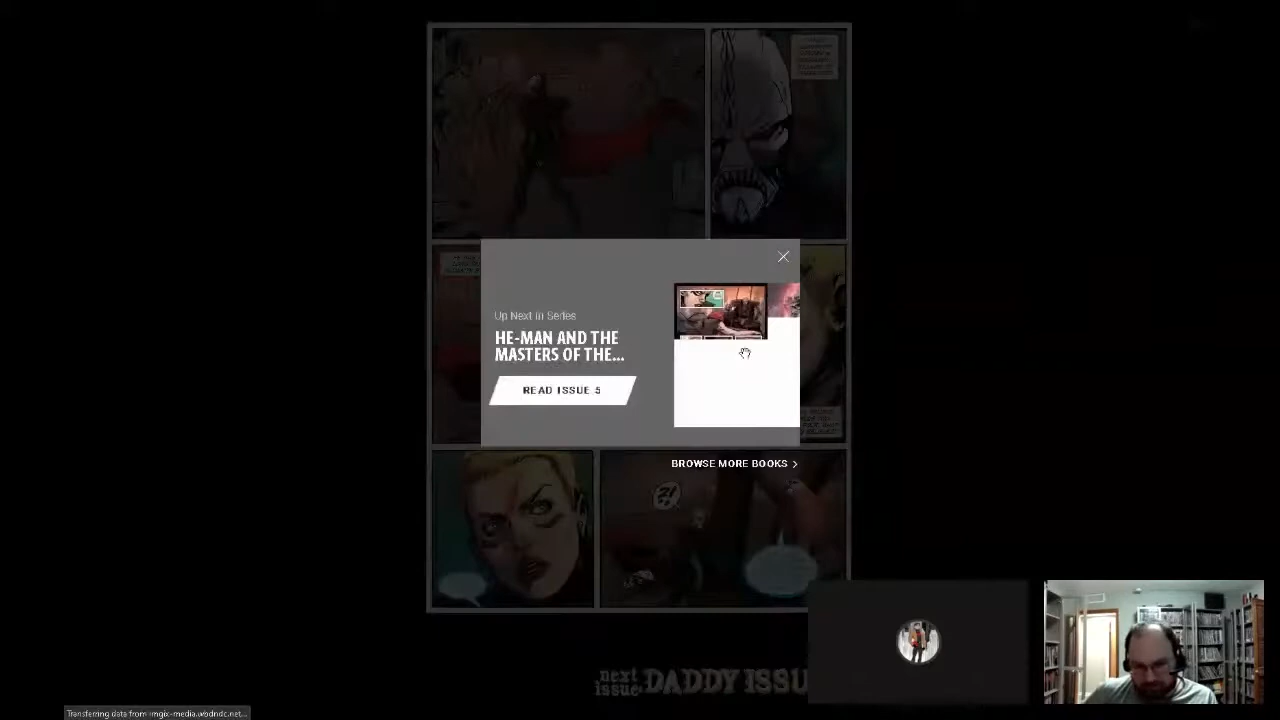 Up Next in Series
HE-MAN AND THE
MASTERS OF THE...
READ ISSUE 5
BROWSE MORE BOOKS
?!
next
issue: DADDY ISSU
Transferring data from imgix-media.wbdndc.net...